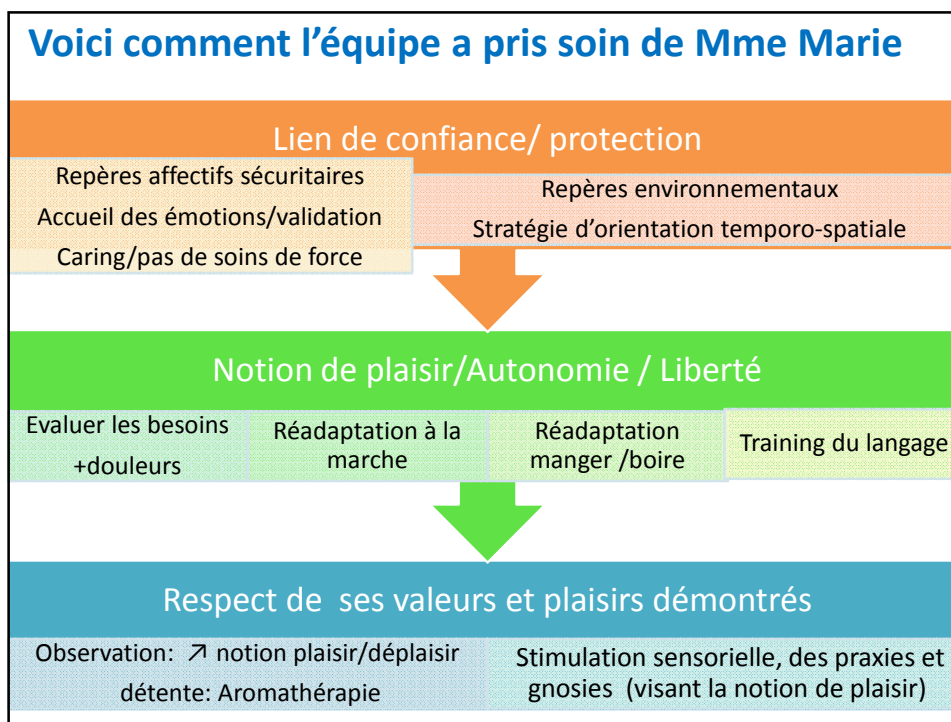 Voici comment l’équipe a pris soin de Mme Marie
Lien de confiance/ protection
Repères affectifs sécuritaires
Accueil des émotions/validation
Caring/pas de soins de force
Repères environnementaux
Stratégie d’orientation temporo-spatiale
Notion de plaisir/Autonomie / Liberté
Evaluer les besoins
+douleurs
Réadaptation à la
marche
Réadaptation
manger /boire
Training du langage
Respect de ses valeurs et plaisirs démontrés
Observation: ↗ notion plaisir/déplaisir
détente: Aromathérapie
Stimulation sensorielle, des praxies et
gnosies (visant la notion de plaisir)